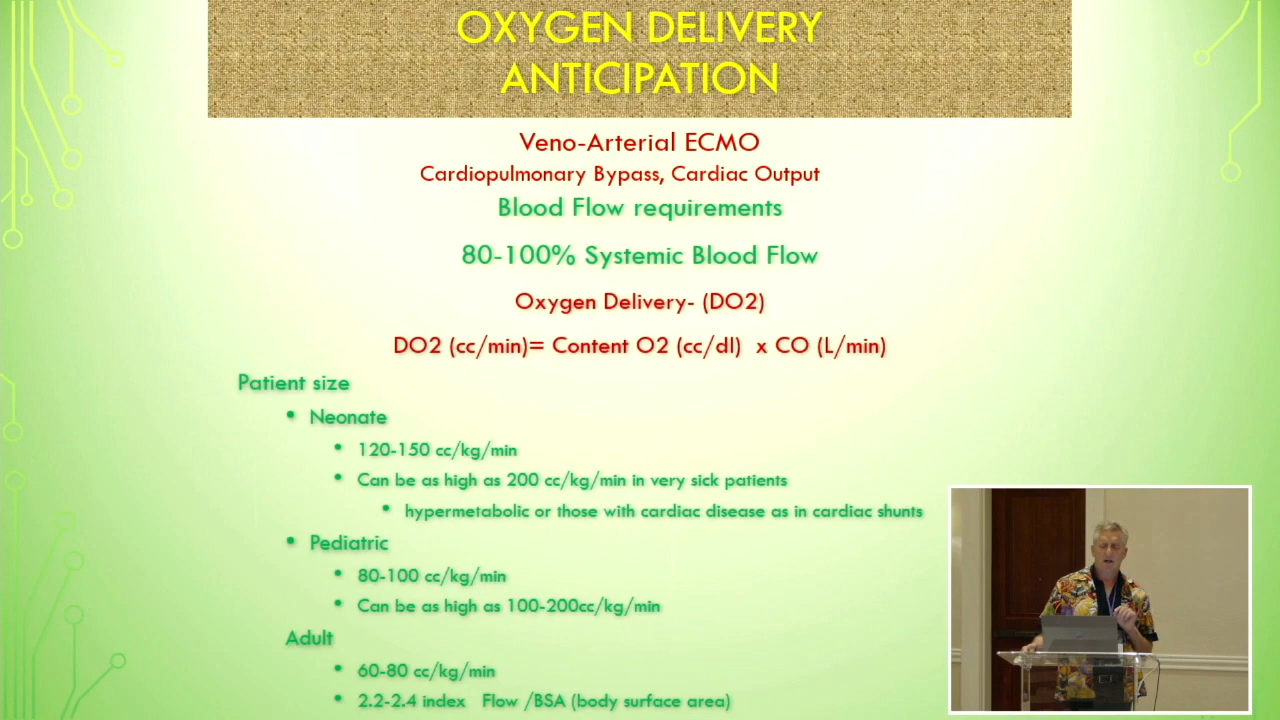 OXYGEN DELIVERY
ANTICIPATION
Veno-Arterial ECMO
Cardiopulmonary Bypass, Cardiac Output
Blood Flow requirements
80-100% Systemic Blood Flow
Oxygen Delivery- (DO2)
DO2 (cc/min)= Content O2 (cc/dl) x CO (L/min)
Patient size
• Neonate
• 120-150 cc/kg/min
• Can be as high as 200 cc/kg/min in very sick patients
• hypermetabolic or those with cardiac disease as in cardiac shunts
• Pediatric
• 80-100 cc/kg/min
• Can be as high as 100-200cc/kg/min
Adult
• 60-80 cc/kg/min
• 2.2-2.4 index Flow /BSA (body surface area)